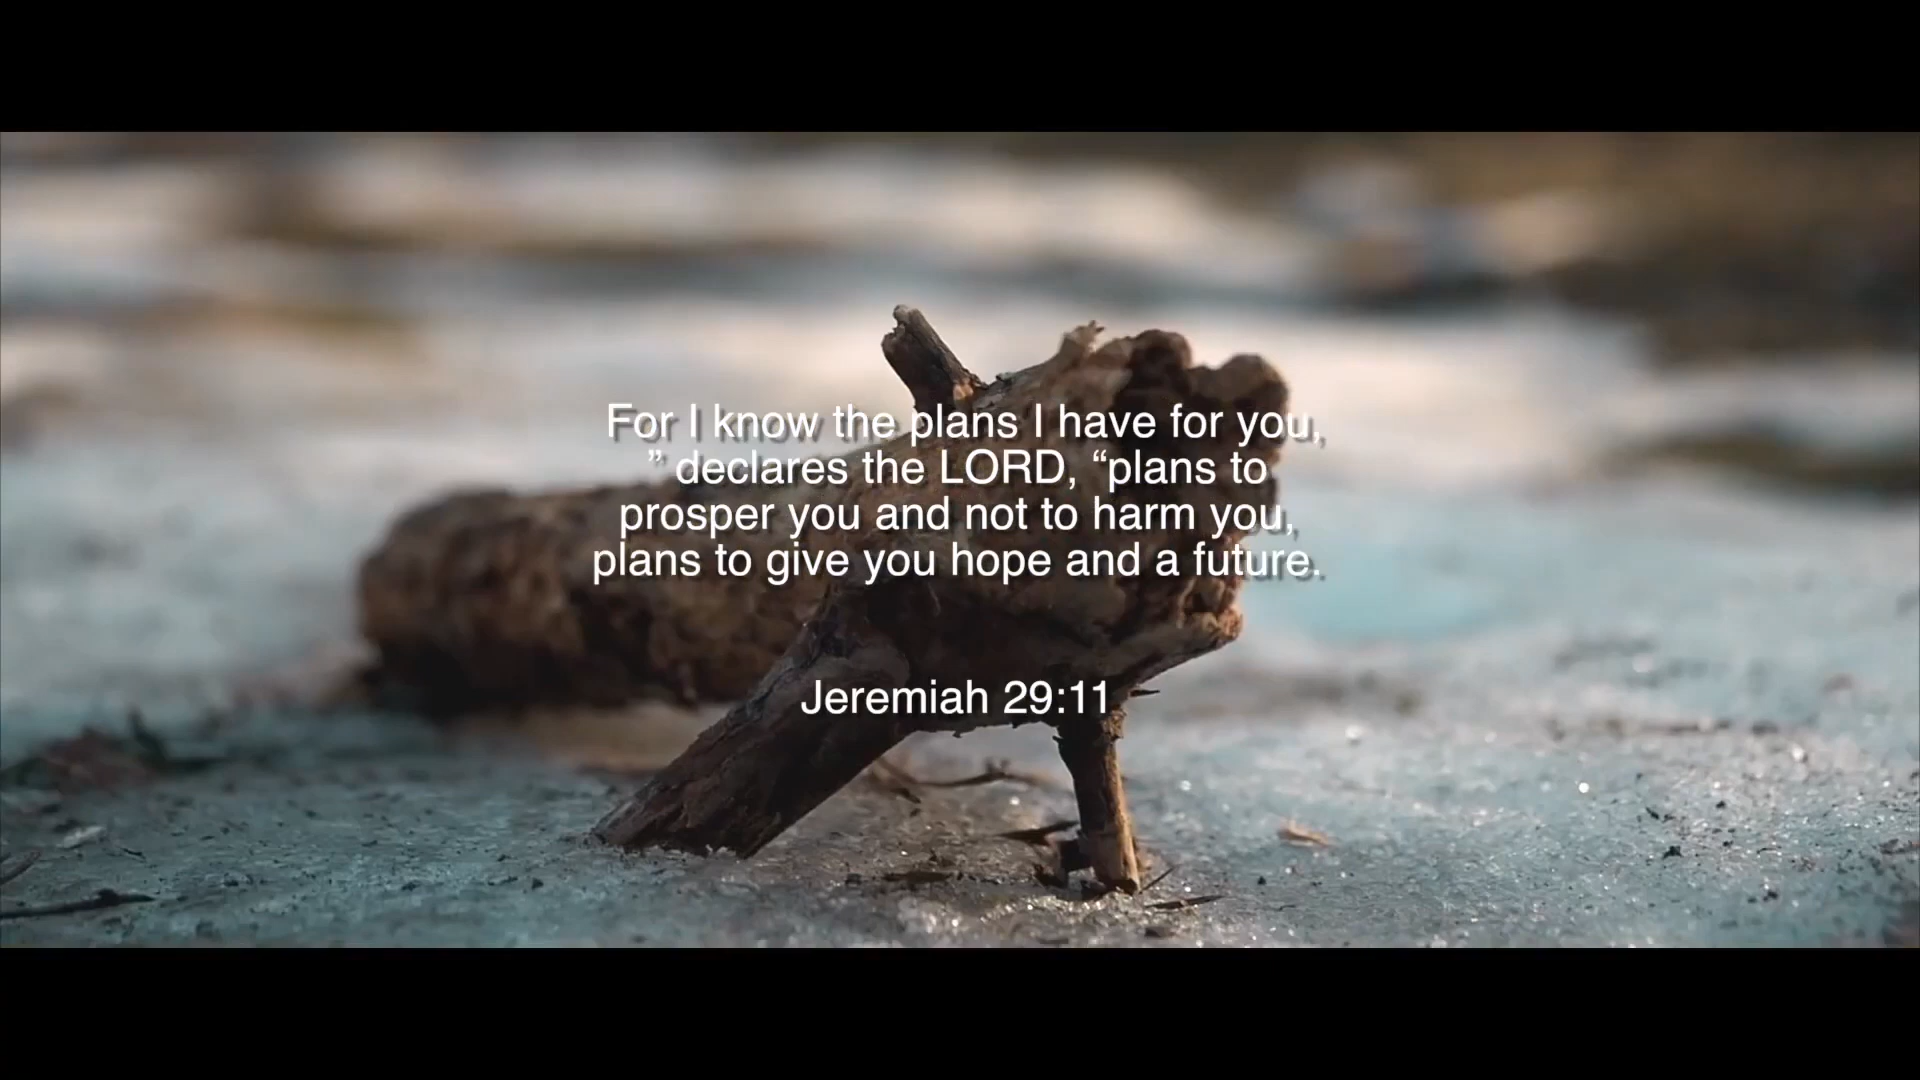 For I know the plans I have for you,
” declares the LORD, “plans to
prosper you and not to harm you,
plans to give you hope and a future.
Jeremiah 29:11